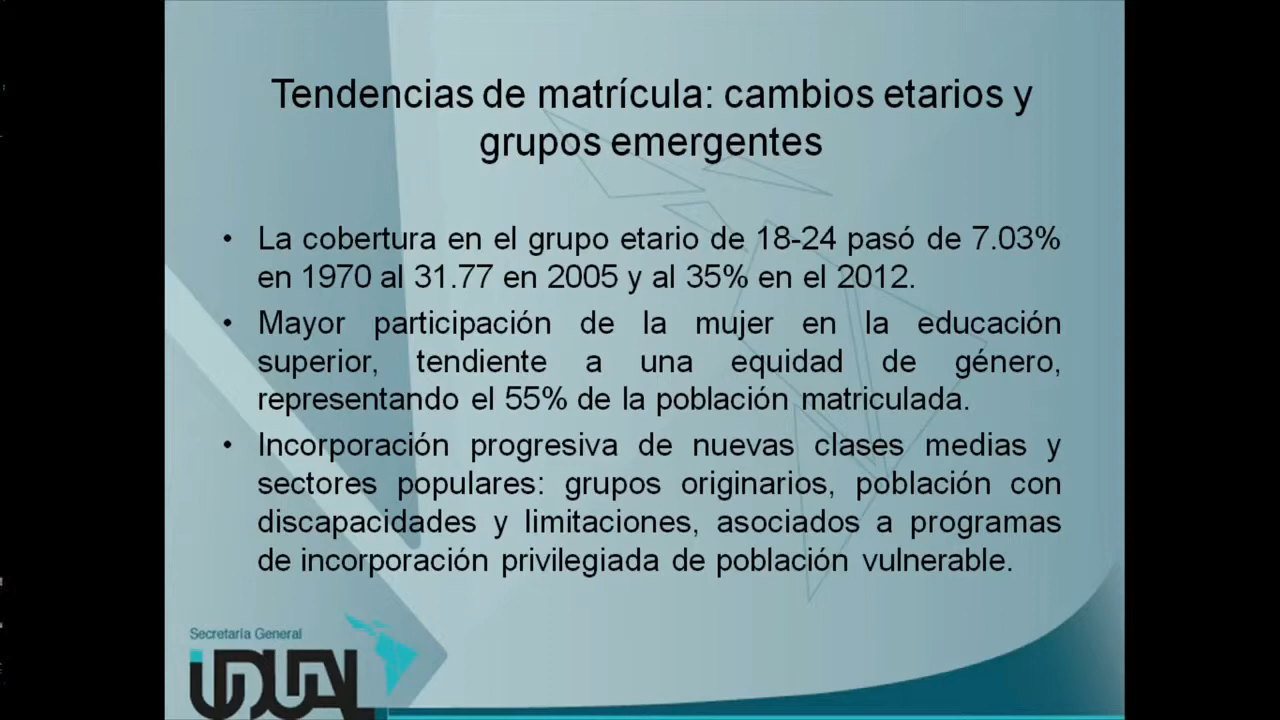 Tendencias de matrícula: cambios etarios y
grupos emergentes
• La cobertura en el grupo etario de 18-24 pasó de 7.03%
en 1970 al 31.77 en 2005 y al 35% en el 2012.
• Mayor participación de la mujer en la educación
superior, tendiente a una equidad de género,
representando el 55% de la población matriculada.
• Incorporación progresiva de nuevas clases medias y
sectores populares: grupos originarios, población con
discapacidades y limitaciones, asociados a programas
de incorporación privilegiada de población vulnerable.
Secretaría General
UDUAL